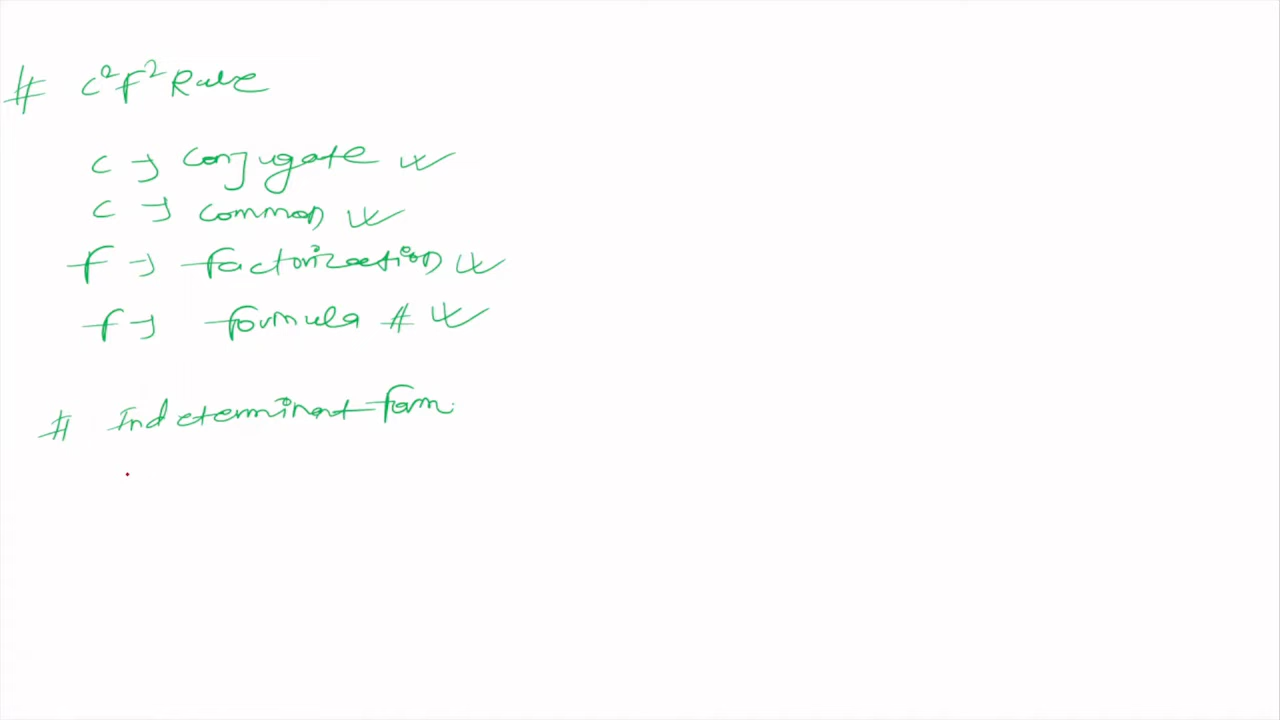 # C²F² Rule
C → Conjugate
C → Common
f → factorization
f → formula #
# Indeterminant form